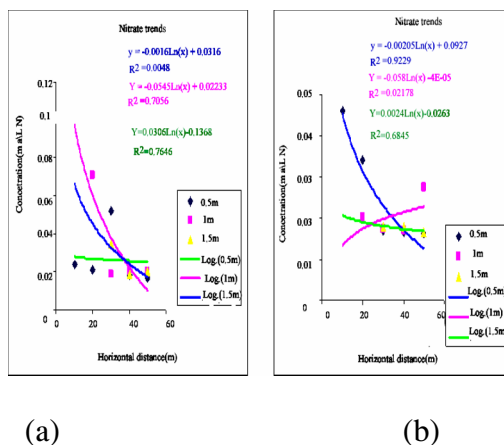 Nitrate trends
y = -0.0016Ln(x) + 0.0316
R2 = 0.0048
Y = -0.0545Ln(x) + 0.02233
R2 = 0.7056
Y=0.0306Ln(x)-0.1368
R2=0.7646
0.12
0.1
0.08
0.06
0.04
0.02
0
0 20 40 60
Horizontal distance(m)
0.5m
1m
1.5m
Log.(0.5m)
Log.(1m)
Log.(1.5m)
(a)
Nitrate trends
y = -0.00205Ln(x) + 0.0927
R2 = 0.9229
Y = -0.058Ln(x) -4E-05
R2 = 0.02178
Y=0.0024Ln(x)-0.0263
R2=0.6845
0.05
0.04
0.03
0.01
0
0 20 40 60
Horizontal distance(m)
0.5m
1m
1.5m
Log.(0.5m)
Log.(1m)
Log.(1.5m)
(b)